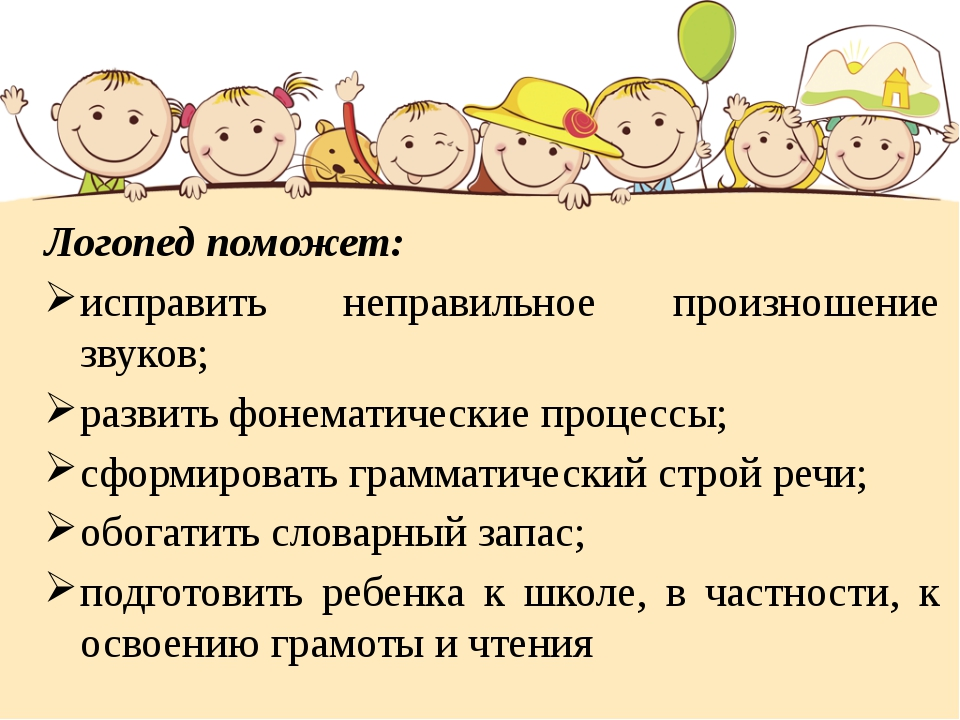 Логопед поможет:
исправить неправильное произношение
звуков;
развить фонематические процессы;
сформировать грамматический строй речи;
обогатить словарный запас;
подготовить ребенка к школе, в частности, к
освоению грамоты и чтения